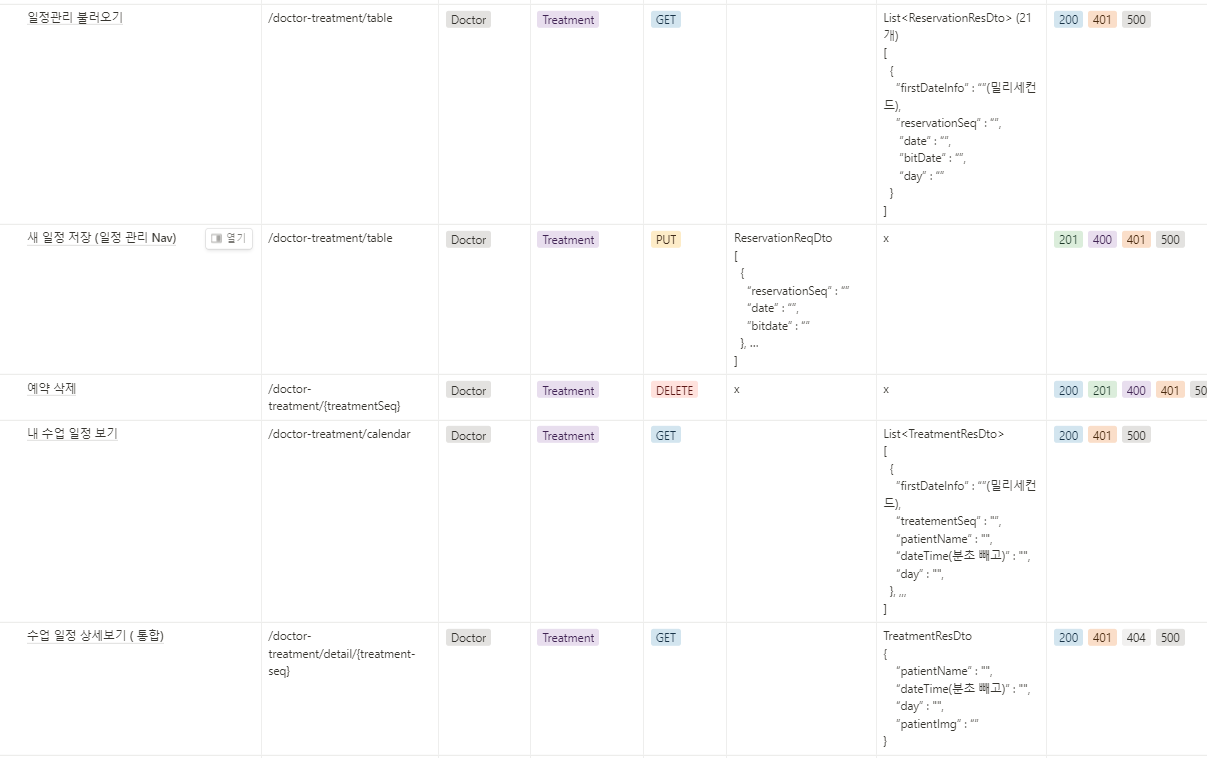 일정관리 불러오기
/doctor-treatment/table
Doctor
Treatment
GET
List<ReservationResDto> (21
개)
[
{
"firstDateInfo" : ""(밀리세컨
드),
"reservationSeq" : "",
"date" : "",
"bitDate" : "",
"day" : ""
}
]
200 401 500
새 일정 저장 (일정 관리 Nav)
열기
/doctor-treatment/table
Doctor
Treatment
PUT
ReservationReqDto
[
{
"reservationSeq" : ""
"date" : "",
"bitdate" : ""
}, ...
]
x
201 400 401 500
예약 삭제
/doctor-
treatment/{treatmentSeq}
Doctor
Treatment
DELETE
x
x
200 201 400 401 50
내 수업 일정 보기
/doctor-treatment/calendar
Doctor
Treatment
GET
List<TreatmentResDto>
[
{
"firstDateInfo" : ""(밀리세컨
드),
"treatementSeq" : "",
"patientName" : "",
"dateTime(분초 빼고)" : "",
"day" : "",
}, ,,,
]
200 401 500
수업 일정 상세보기 ( 통합)
/doctor-
treatment/detail/{treatment-
seq}
Doctor
Treatment
GET
TreatmentResDto
{
"patientName" : "",
"dateTime(분초 빼고)" : "",
"day" : "",
"patientImg" : ""
}
200 401 404 500